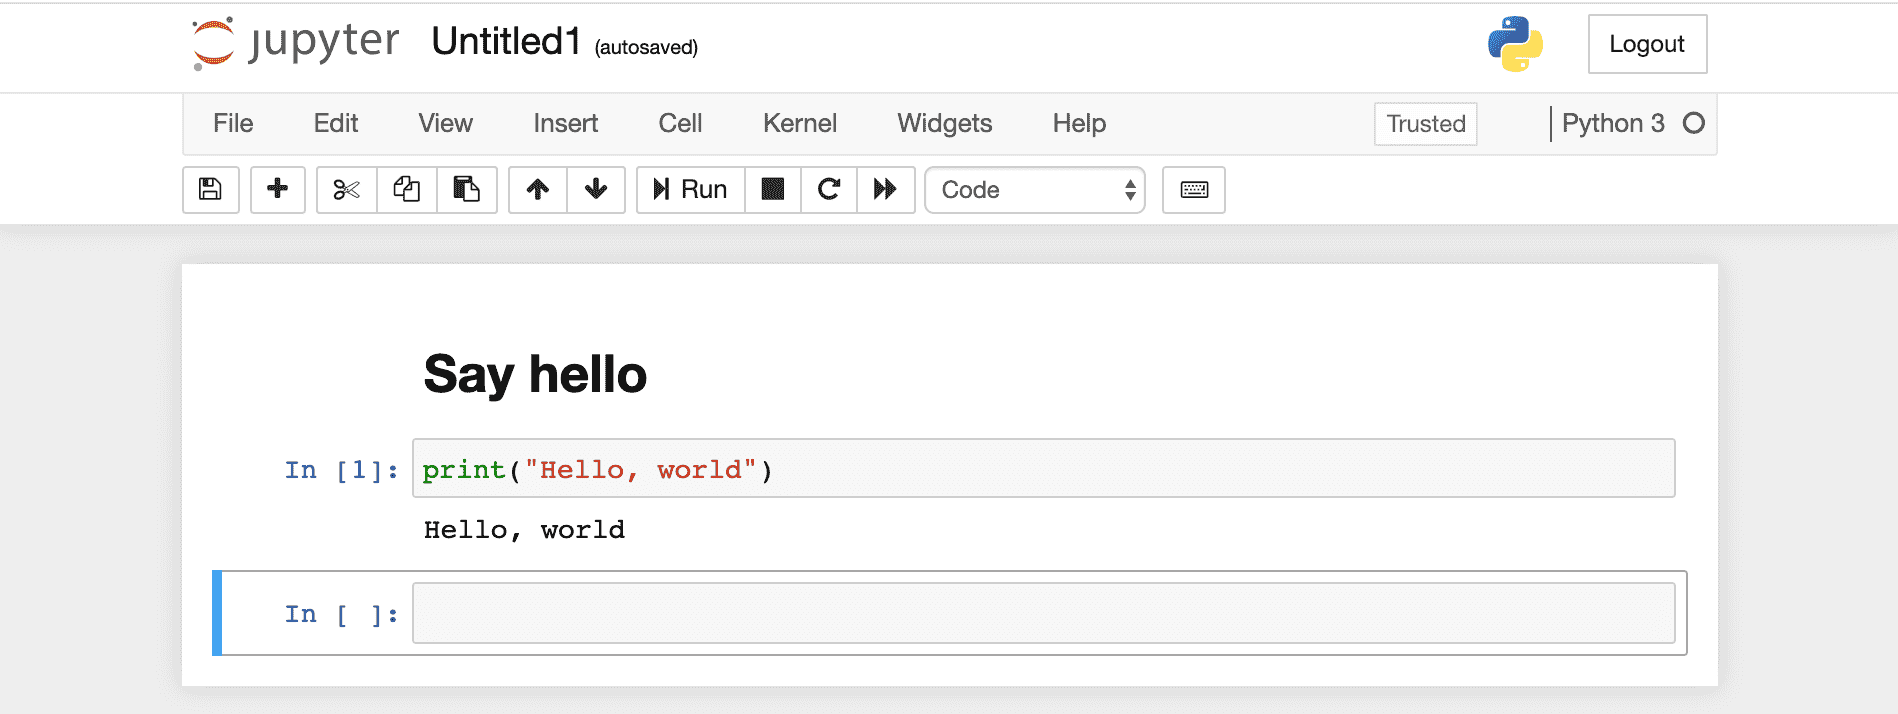 jupyter Untitled1 (autosaved) Logout
File Edit View Insert Cell Kernel Widgets Help Trusted Python 3
Run Code
Say hello
In [1]: print("Hello, world")
Hello, world
In [ ]: